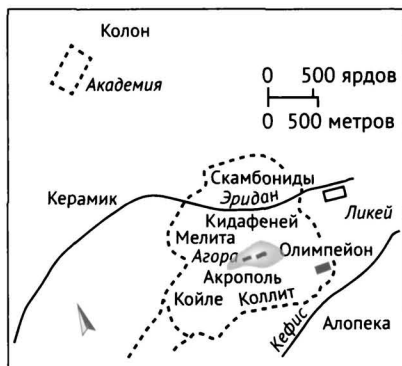 Колон
Академия
0 500 ярдов
0 500 метров
Скамбониды
Эридан
Керамик
Ликей
Кидафеней
Мелита
Агора
Олимпейон
Акрополь
Койле
Коллит
Кефис
Алопека